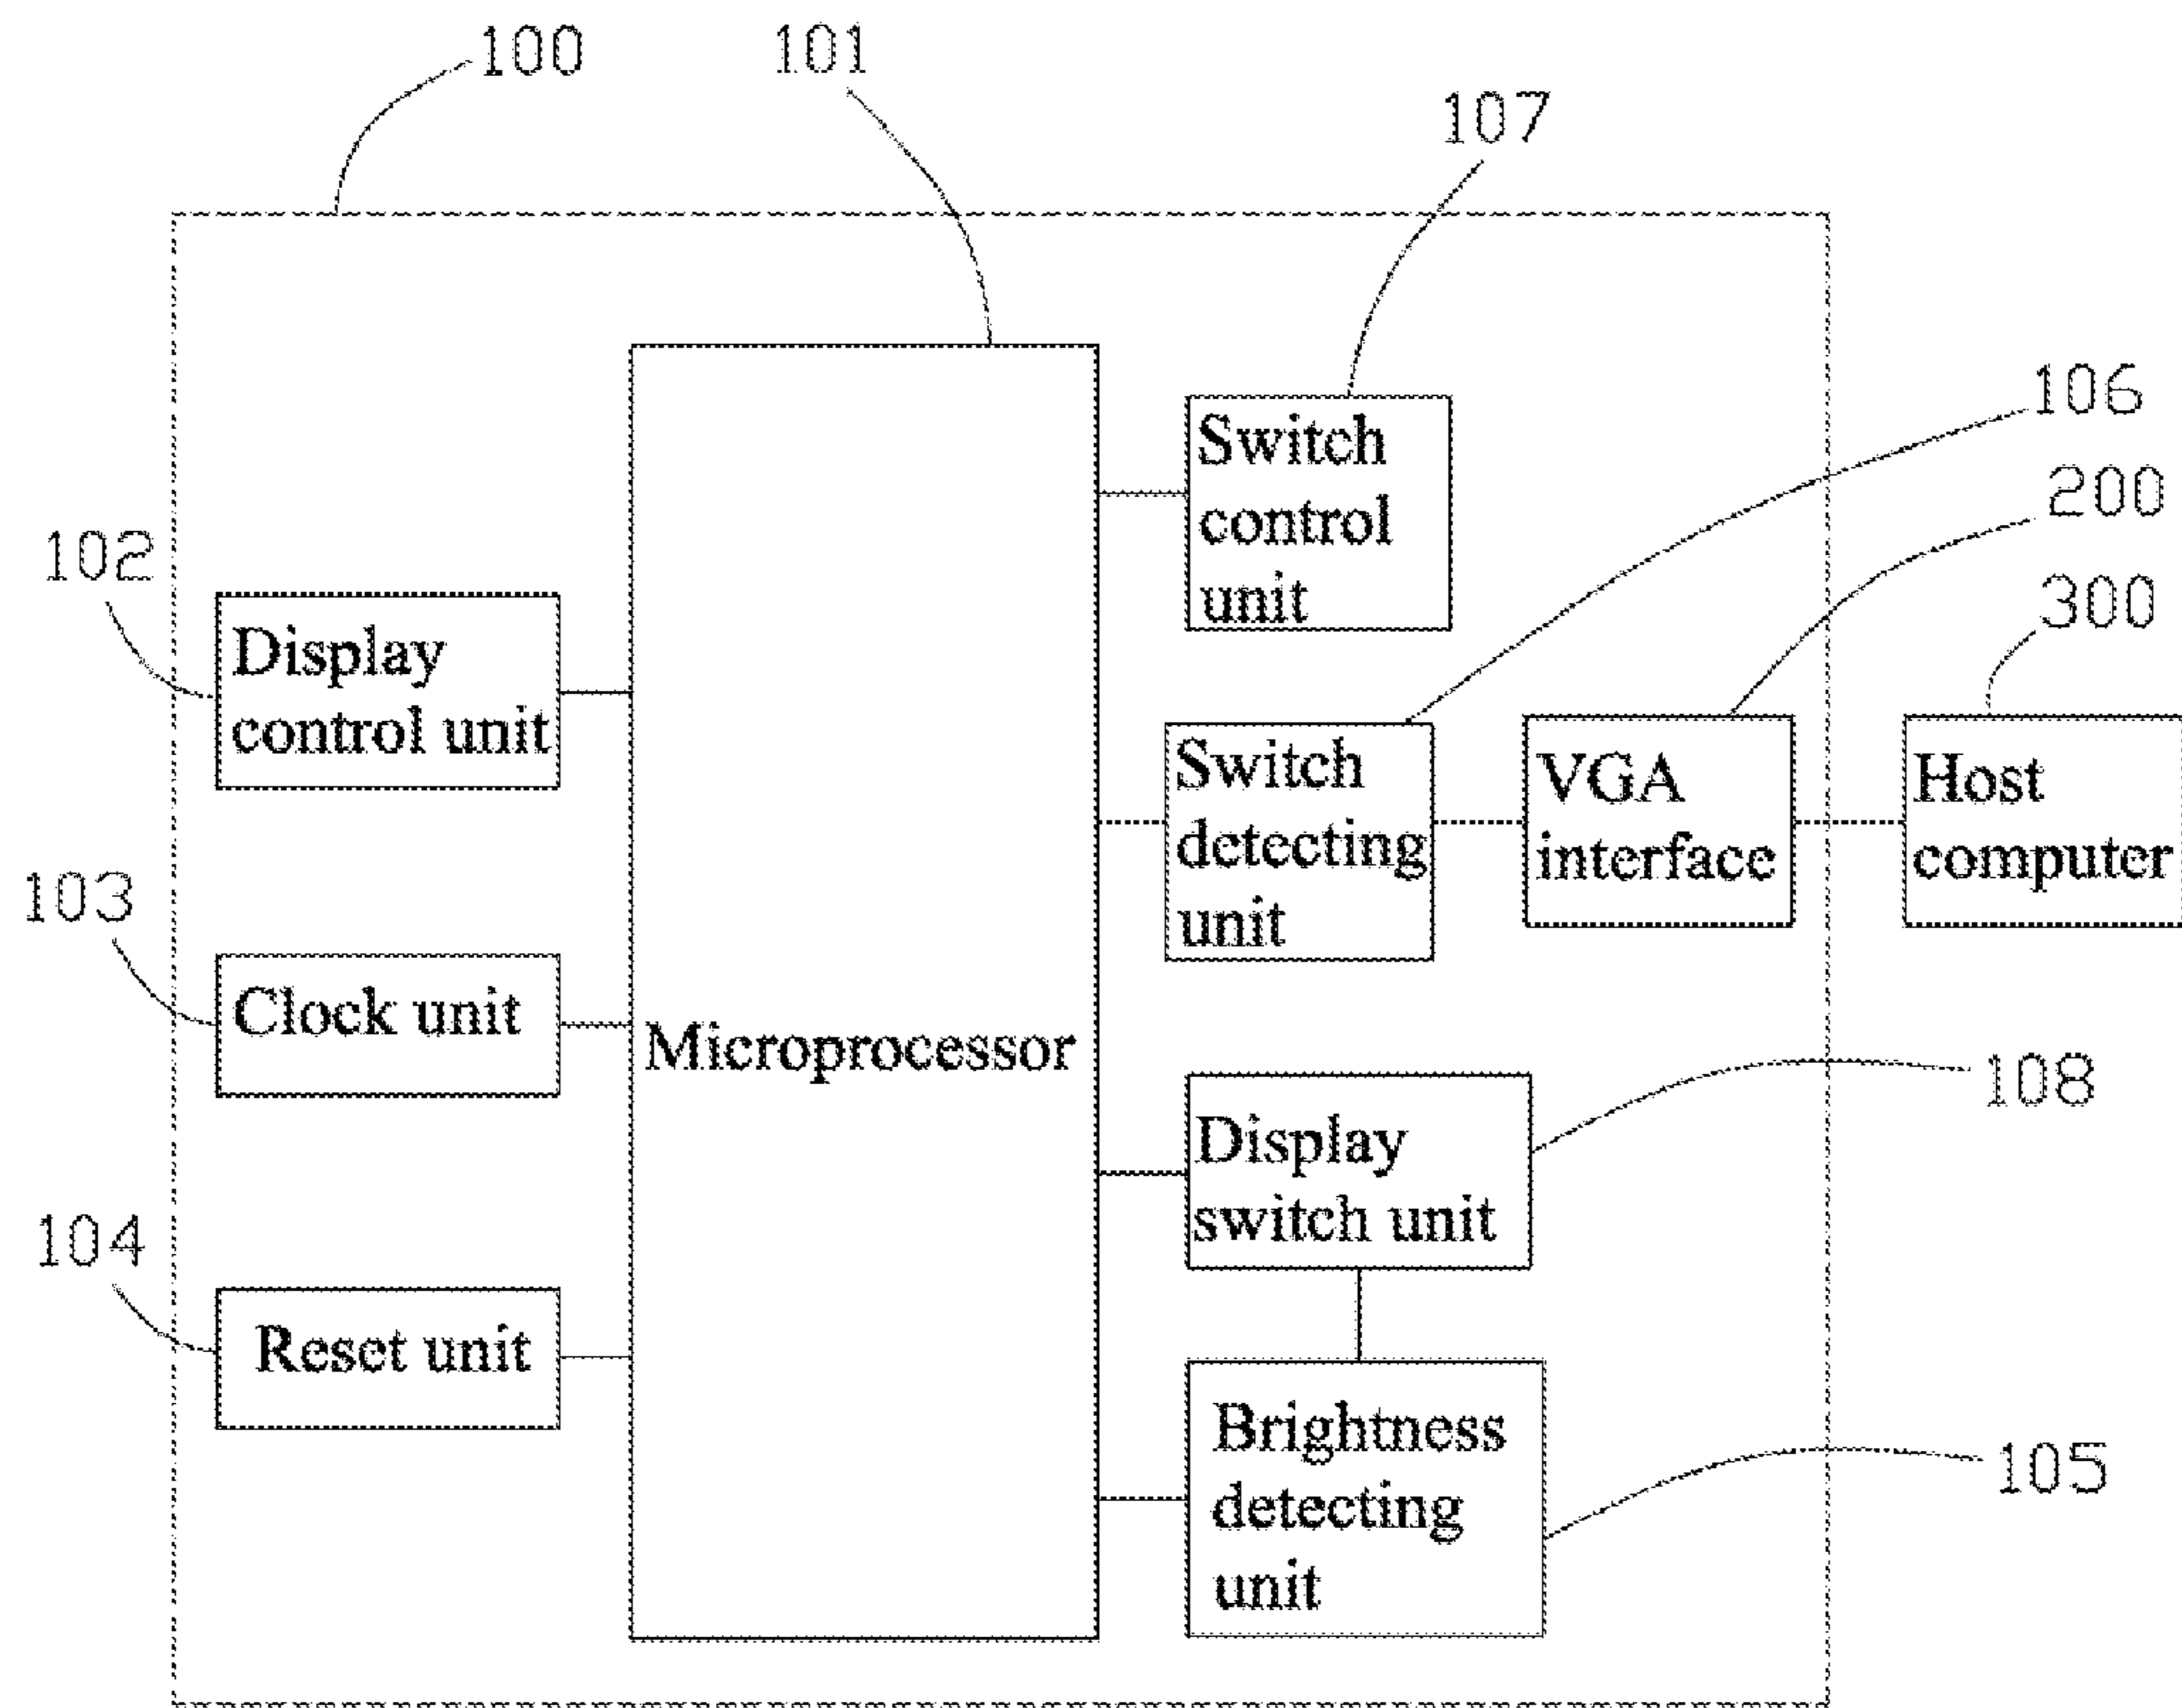 100
101
107
106
200
300
102
103
104
108
105
Switch
control
unit
Display
control unit
Switch
detecting
unit
VGA
interface
Host
computer
Clock unit
Microprocessor
Display
switch unit
Reset unit
Brightness
detecting
unit